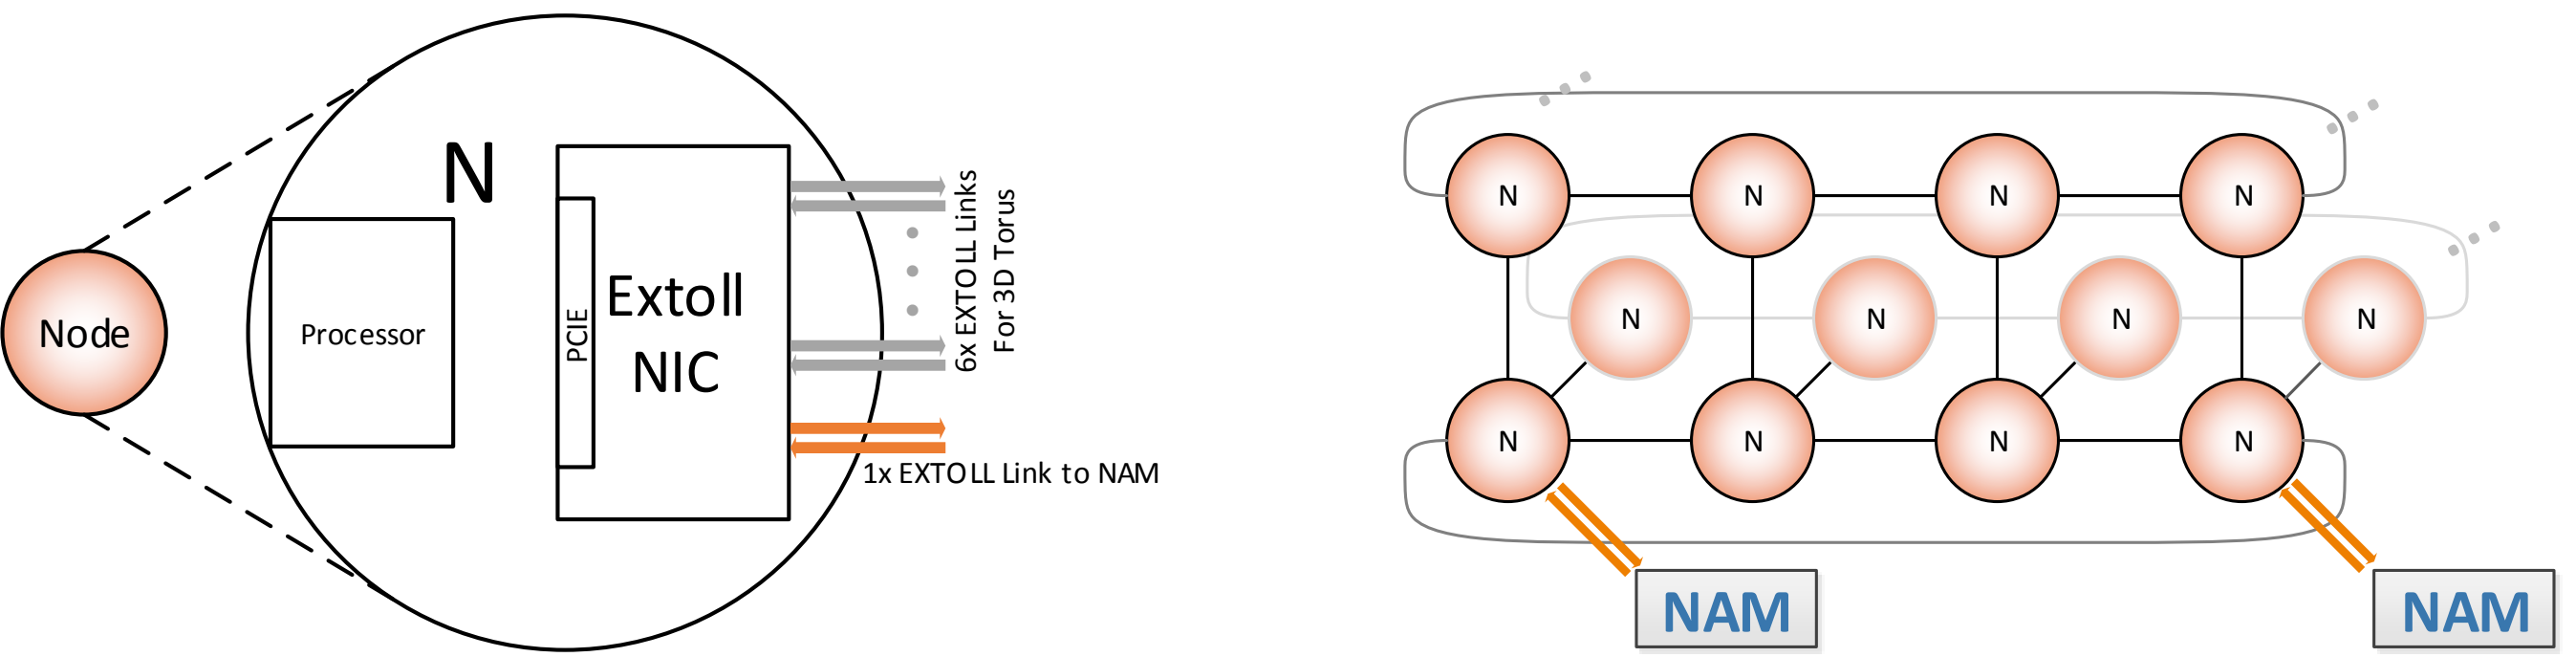 Node
N
Processor
PCIE
Extoll
NIC
6x EXTOLL Links
For 3D Torus
1x EXTOLL Link to NAM
N
N
N
N
N
N
N
N
N
N
N
N
NAM
NAM